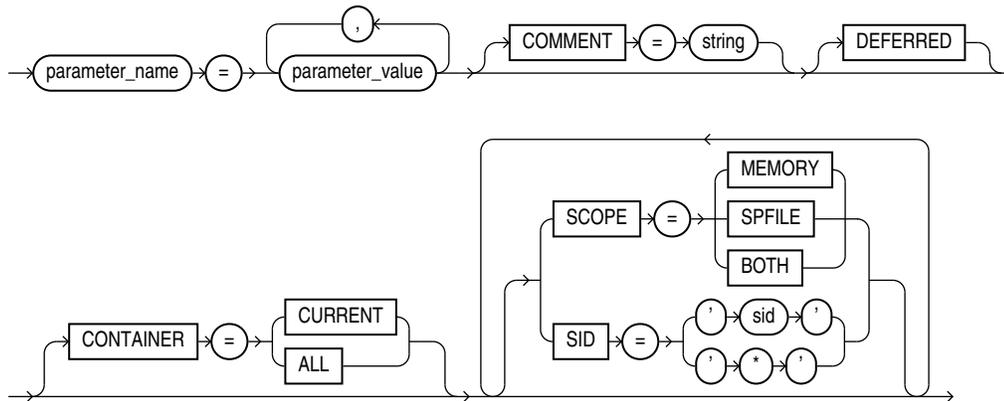 ,
COMMENT = string
DEFERRED
parameter_name = parameter_value
MEMORY
SCOPE = SPFILE
BOTH
CURRENT
' sid '
CONTAINER =
SID =
ALL
' * '